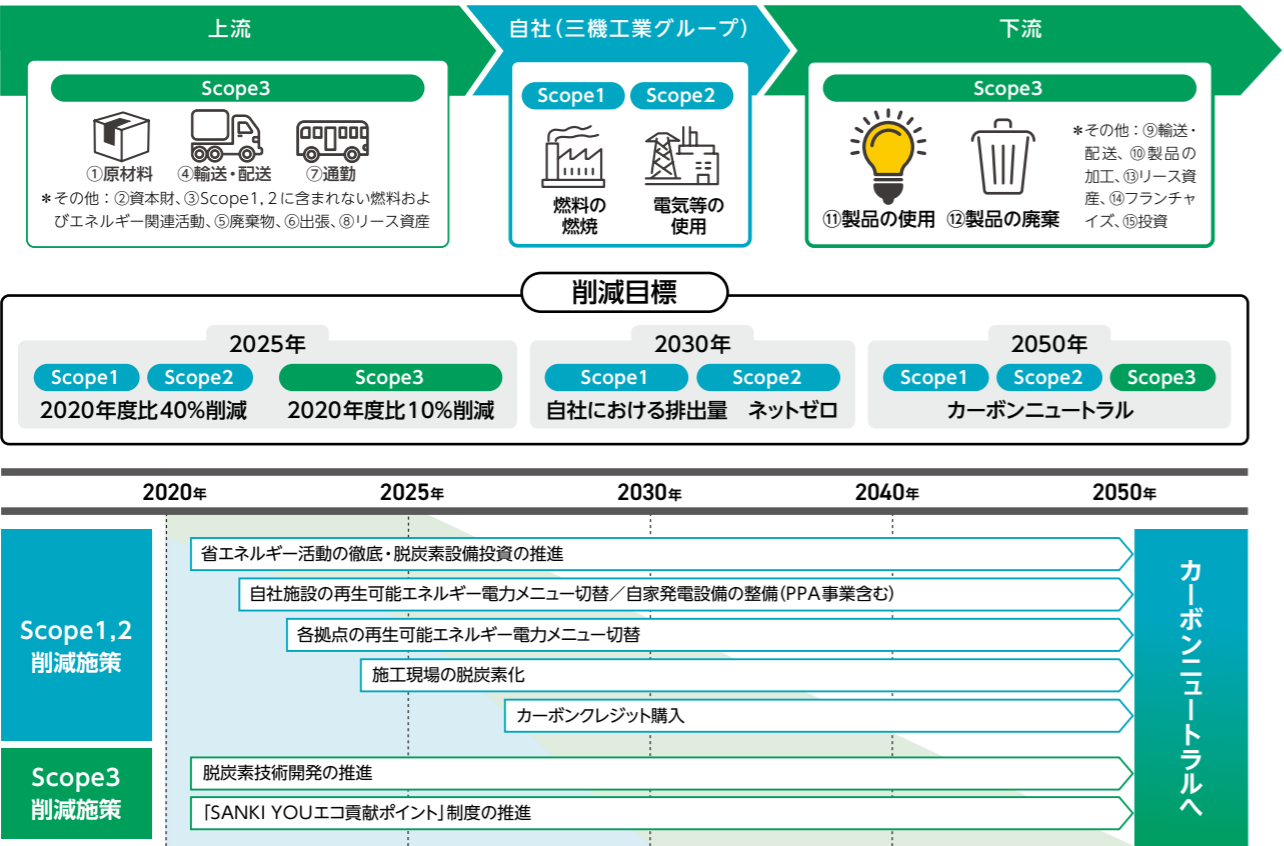 上流
Scope3
①原材料
④輸送・配送
⑦通勤
＊その他：②資本財、③Scope1, 2に含まれない燃料およ
びエネルギー関連活動、⑤廃棄物、⑥出張、⑧リース資産
自社（三機工業グループ）
Scope1
Scope2
燃料の
燃焼
電気等の
使用
下流
Scope3
⑪製品の使用
⑫製品の廃棄
＊その他：⑨輸送・
配送、⑩製品の
加工、⑬リース資
産、⑭フランチャ
イズ、⑮投資
削減目標
2025年
Scope1
Scope2
2020年度比40%削減
Scope3
2020年度比10%削減
2030年
Scope1
Scope2
自社における排出量　ネットゼロ
2050年
Scope1
Scope2
Scope3
カーボンニュートラル
2020年
2025年
2030年
2040年
2050年
Scope1,2
削減施策
省エネルギー活動の徹底・脱炭素設備投資の推進
自社施設の再生可能エネルギー電力メニュー切替／自家発電設備の整備（PPA事業含む）
各拠点の再生可能エネルギー電力メニュー切替
施工現場の脱炭素化
カーボンクレジット購入
Scope3
削減施策
脱炭素技術開発の推進
「SANKI YOUエコ貢献ポイント」制度の推進
カーボンニュートラルへ